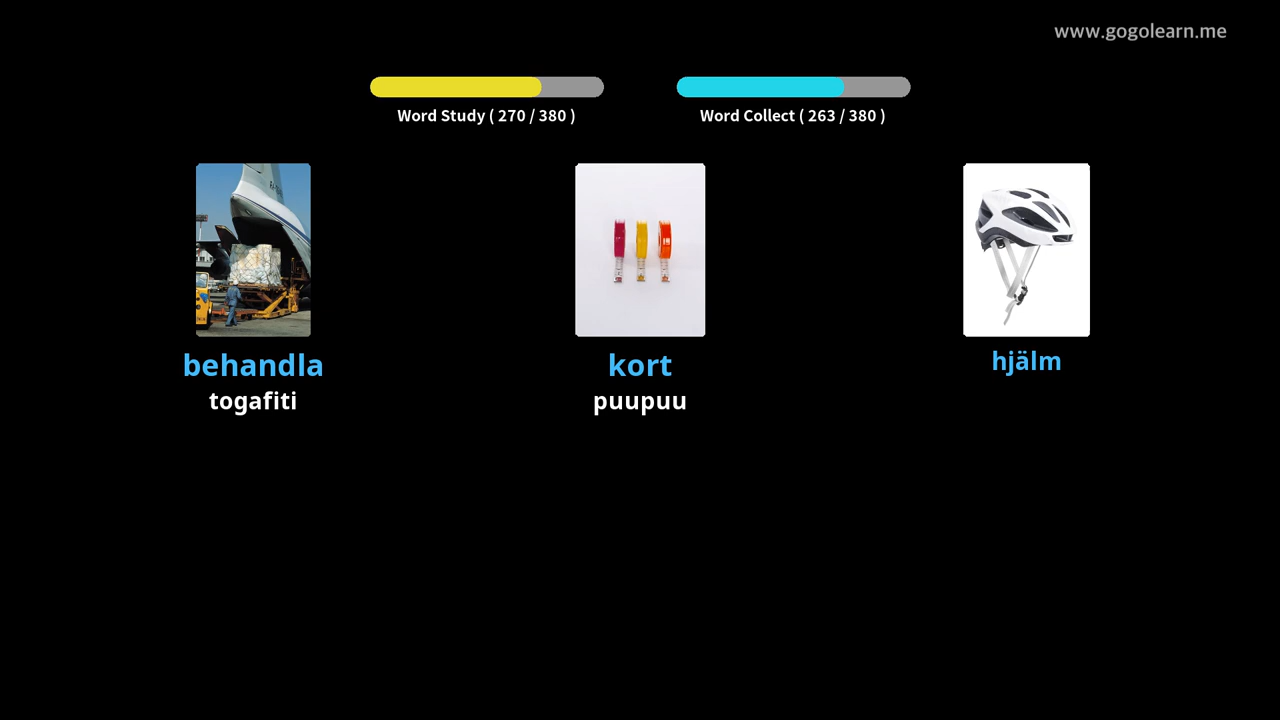 www.gogolearn.me
Word Study ( 270 / 380 )
Word Collect ( 263 / 380 )
behandla
togafiti
kort
puupuu
hjälm